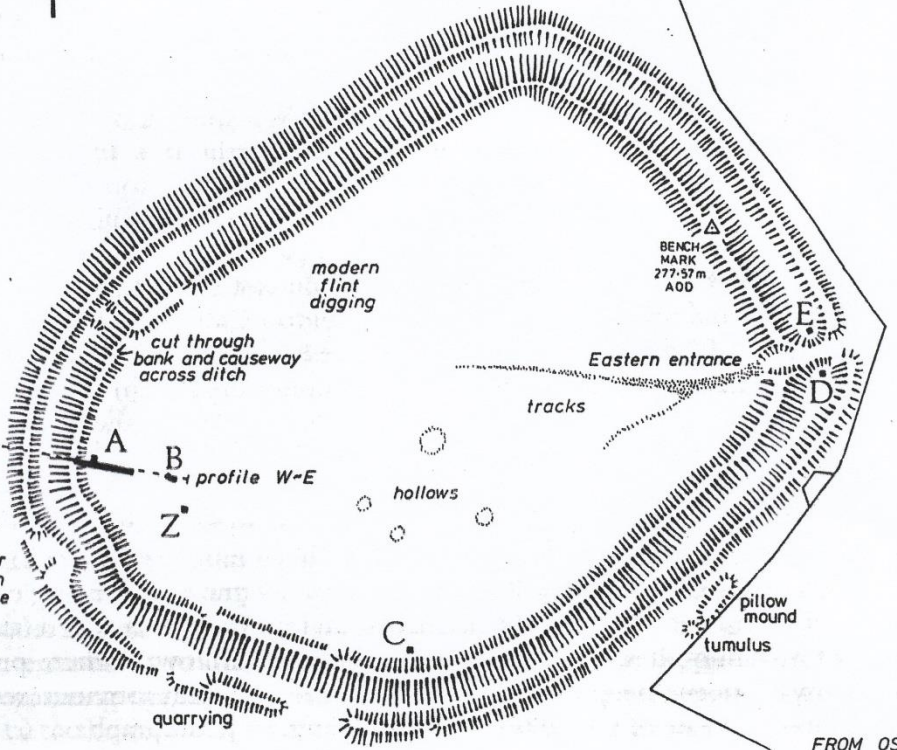 modern
flint
digging
BENCH
MARK
277·57m
AOD
E
cut through
bank and causeway
across ditch
Eastern entrance
D
tracks
A
B
profile W-E
hollows
Z
pillow
mound
? tumulus
C
quarrying
FROM OS